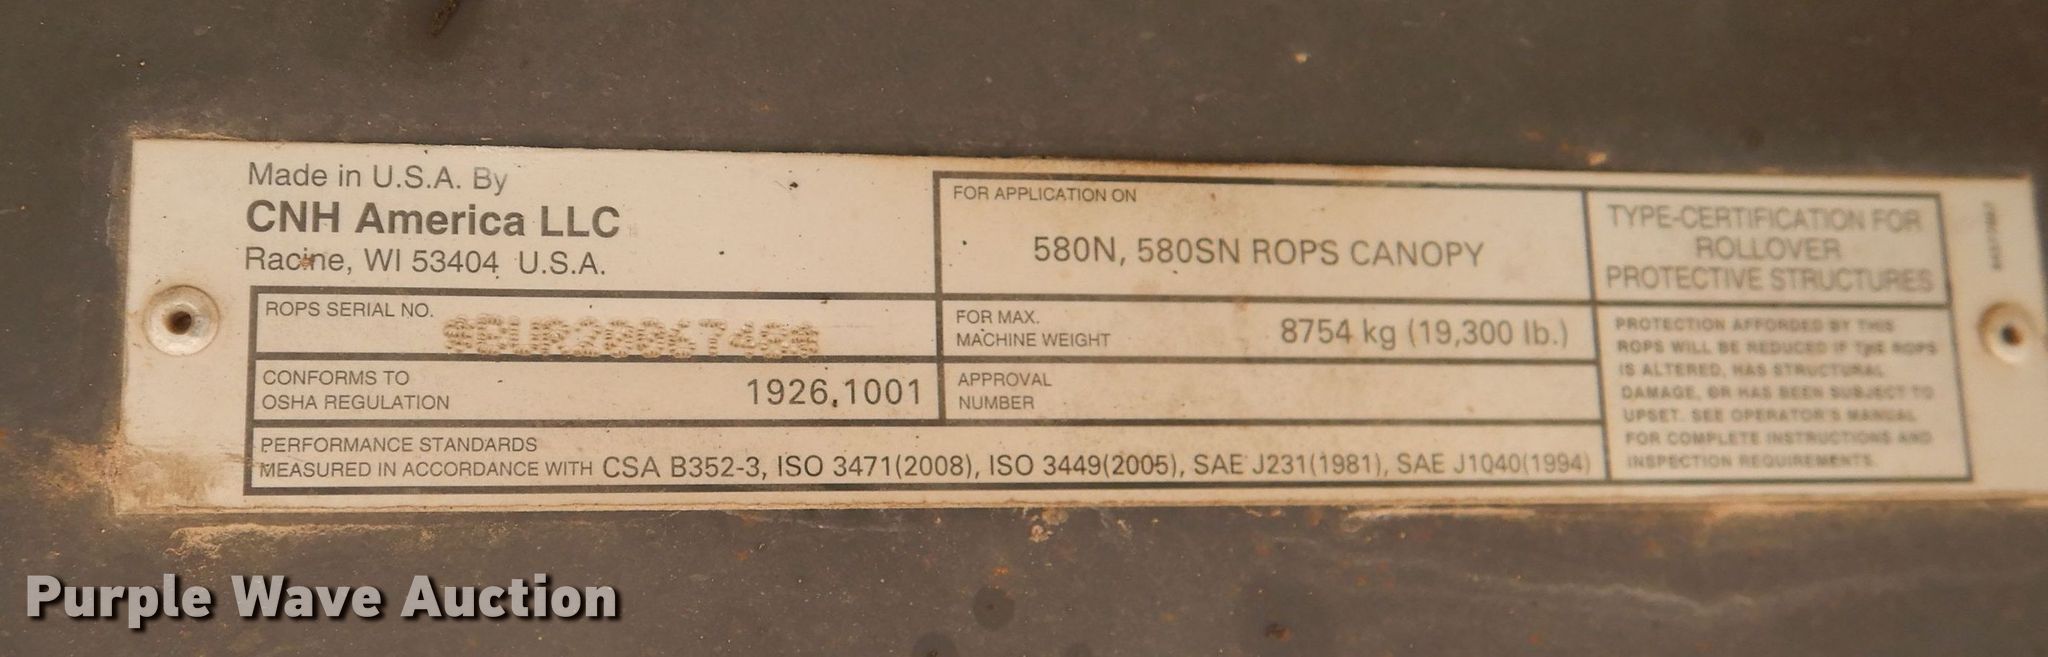 Made in U.S.A. By
CNH America LLC
Racine, WI 53404 U.S.A.
ROPS SERIAL NO.
CONFORMS TO
OSHA REGULATION
1926.1001
FOR APPLICATION ON
580N, 580SN ROPS CANOPY
FOR MAX.
MACHINE WEIGHT
8754 kg (19,300 lb.)
APPROVAL
NUMBER
PERFORMANCE STANDARDS
MEASURED IN ACCORDANCE WITH CSA B352-3, ISO 3471(2008), ISO 3449(2005), SAE J231(1981), SAE J1040(1994)
TYPE-CERTIFICATION FOR
ROLLOVER
PROTECTIVE STRUCTURES
PROTECTION AFFORDED BY THIS
ROPS WILL BE REDUCED IF THE ROPS
IS ALTERED, HAS STRUCTURAL
DAMAGE, OR HAS BEEN SUBJECT TO
UPSET. SEE OPERATOR'S MANUAL
FOR COMPLETE INSTRUCTIONS AND
INSPECTION REQUIREMENTS.
Purple Wave Auction